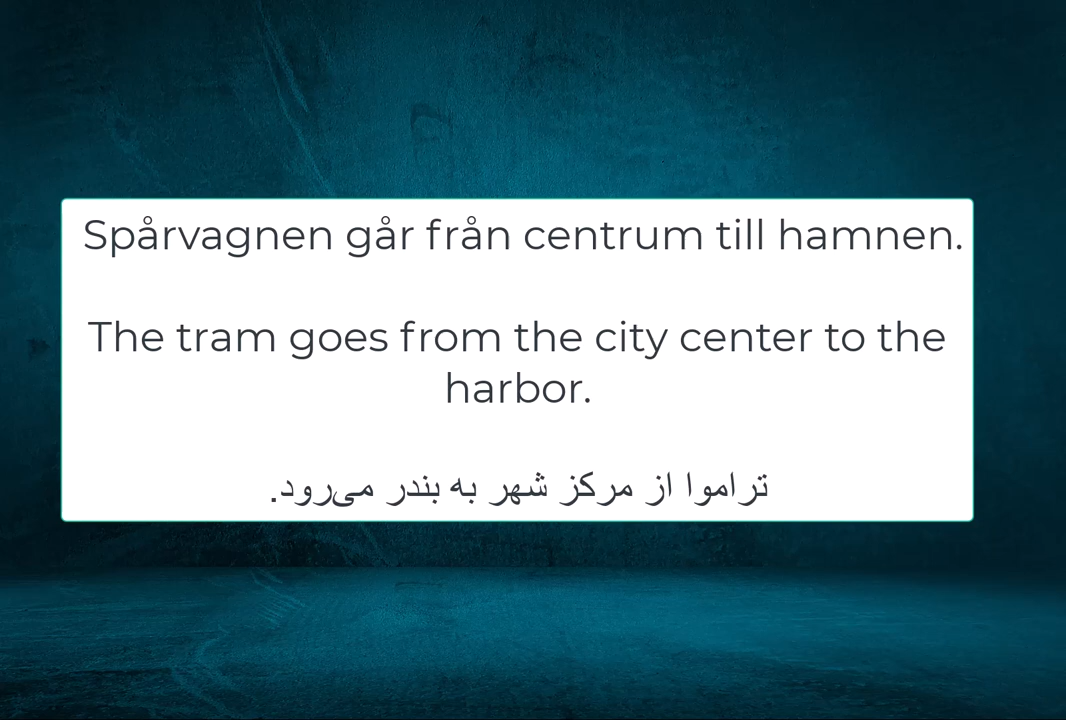 Spårvagnen går från centrum till hamnen.
The tram goes from the city center to the
harbor.
تراموا از مرکز شهر به بندر می‌رود.